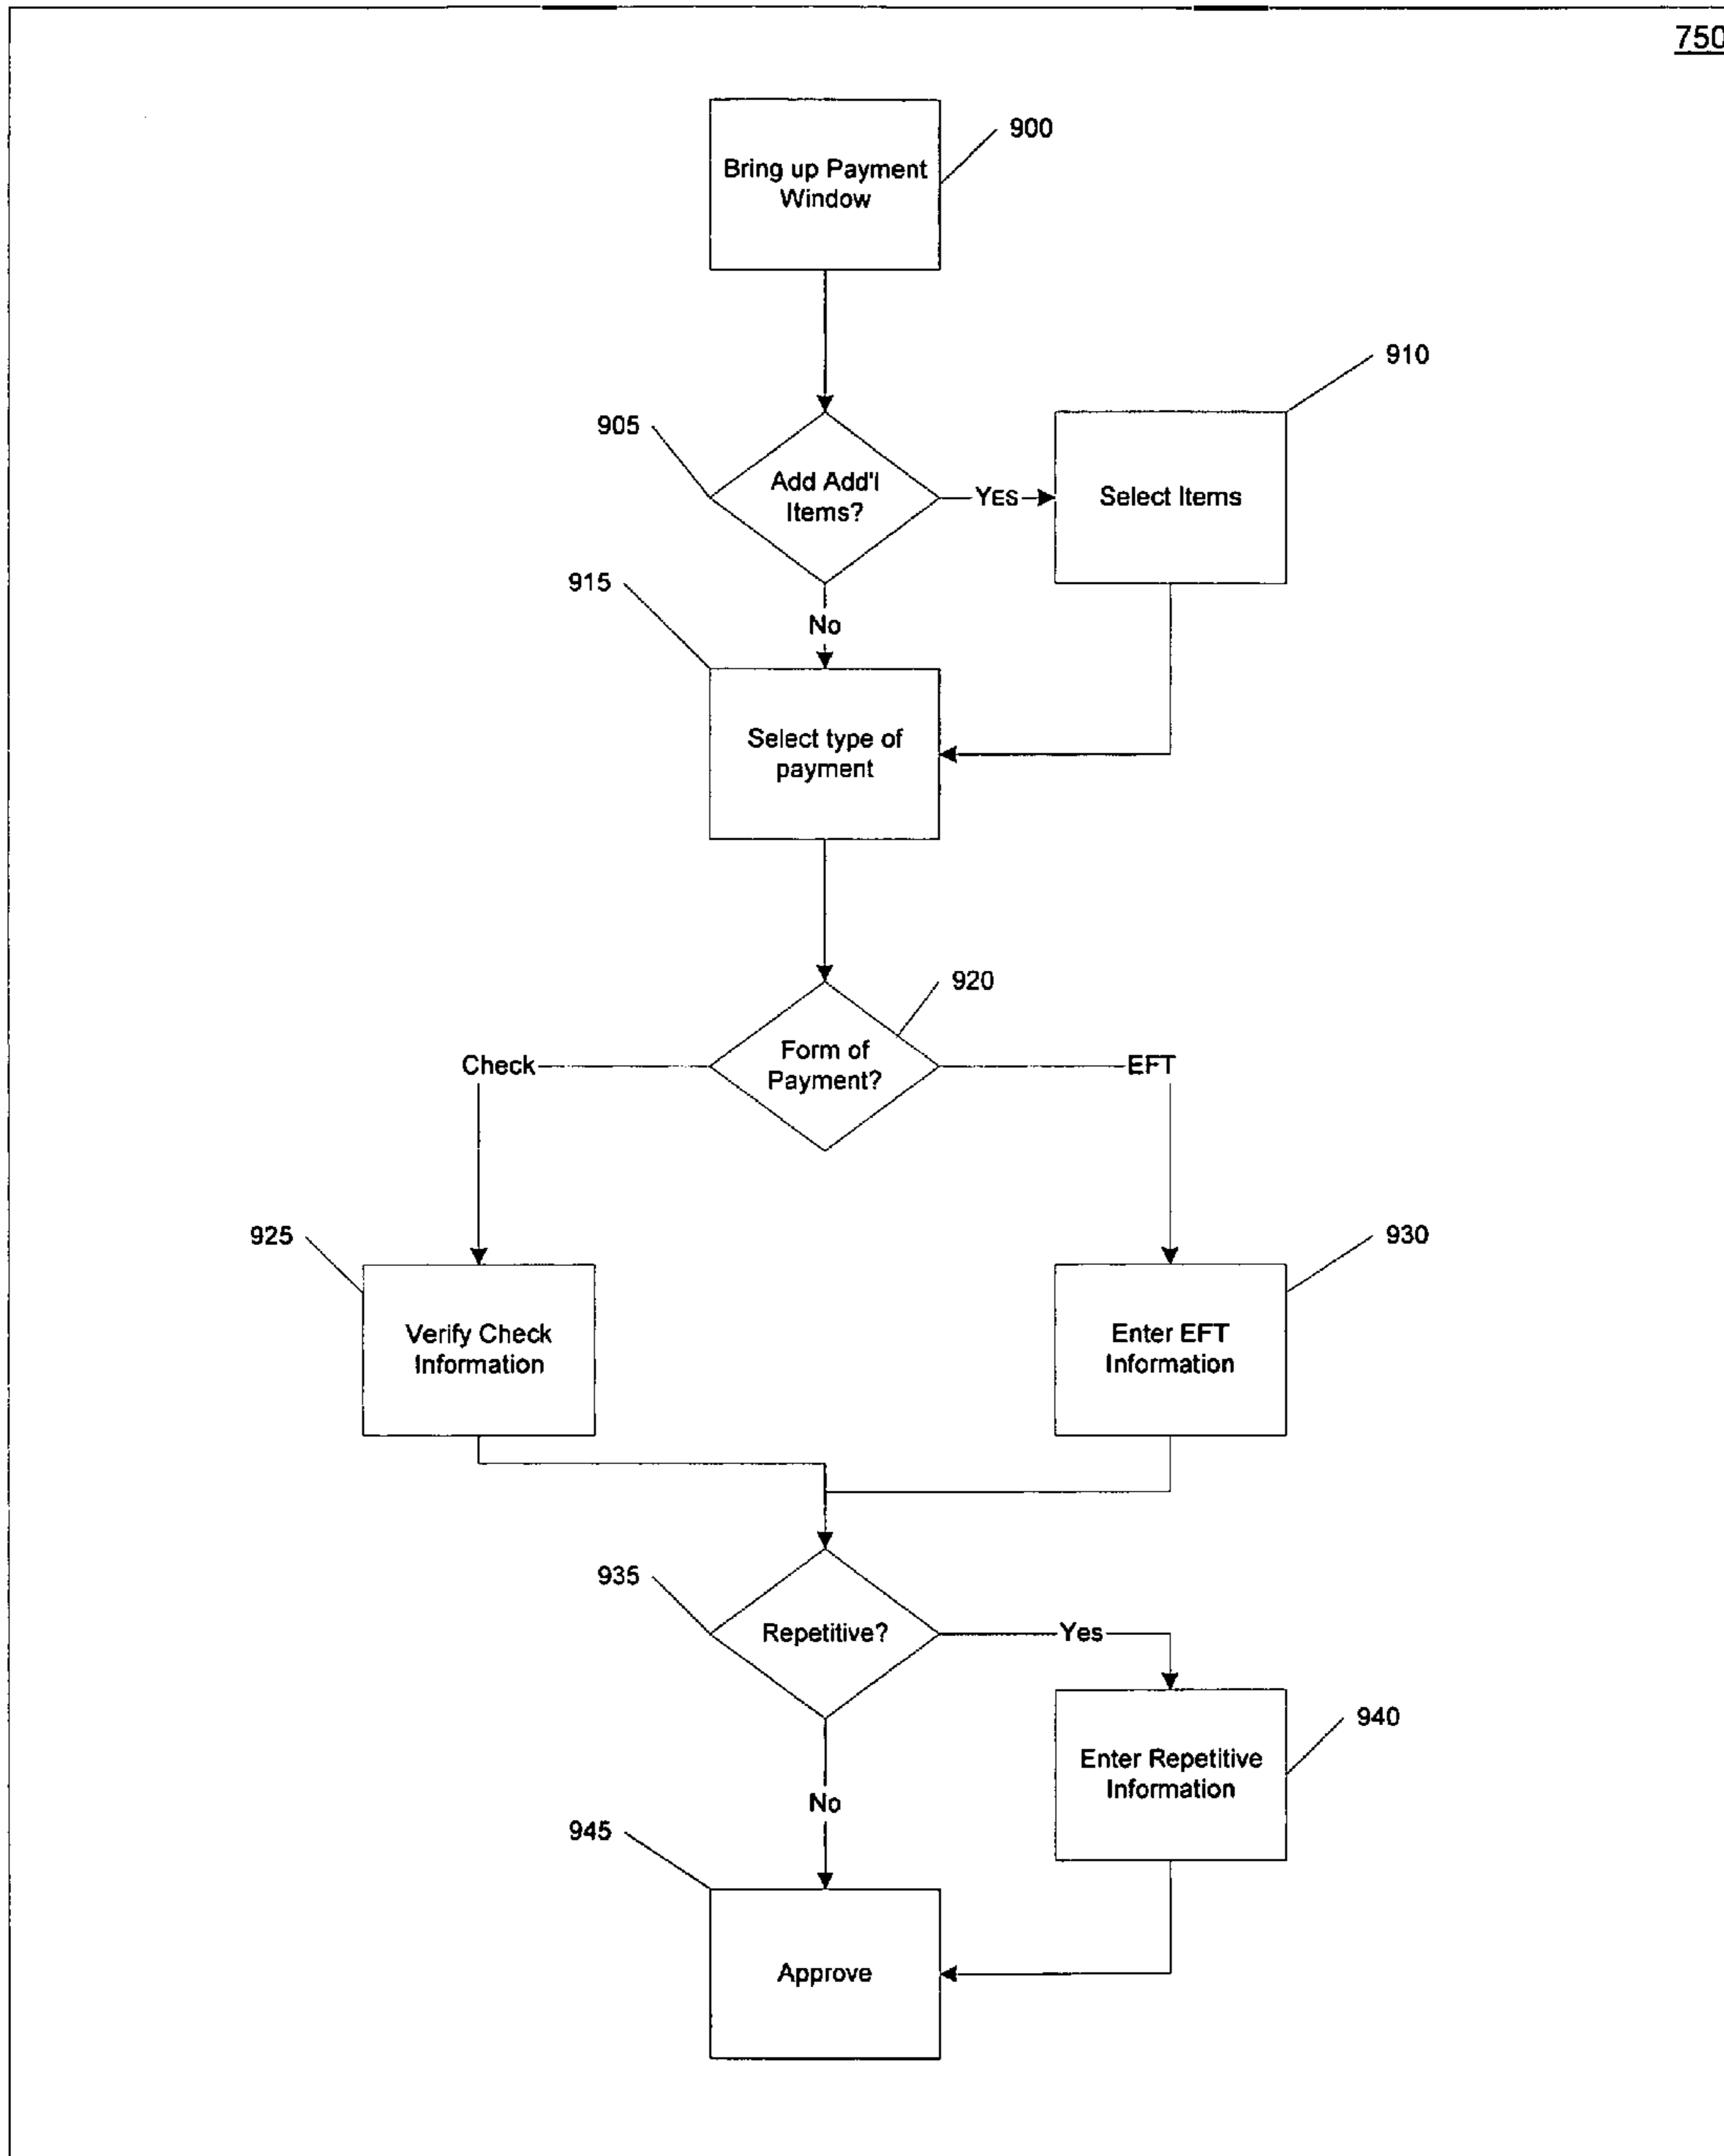 750
900
Bring up Payment
Window
910
905
Add Add'l
Items?
YES
Select Items
915
No
Select type of
payment
920
Form of
Payment?
Check
EFT
925
930
Verify Check
Information
Enter EFT
Information
935
Repetitive?
Yes
940
Enter Repetitive
Information
No
945
Approve